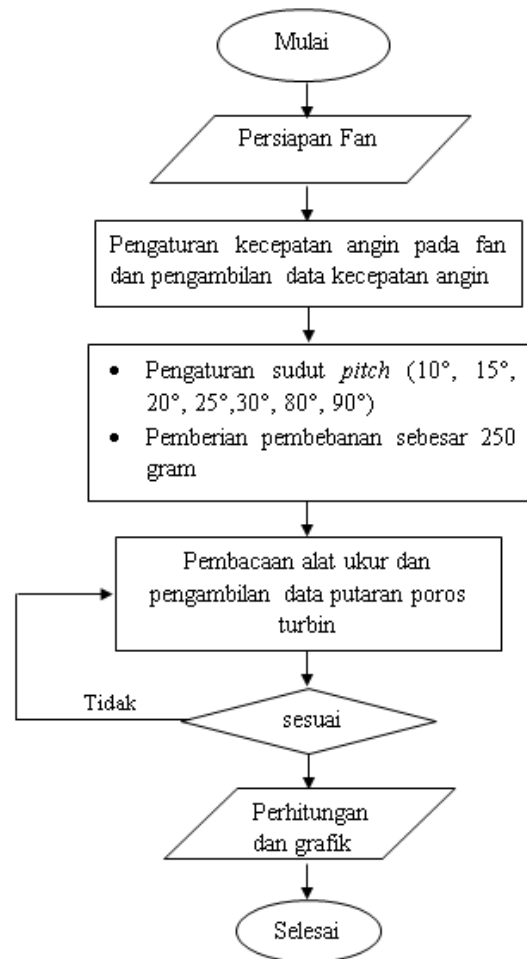 Mulai
Persiapan Fan
Pengaturan kecepatan angin pada fan
dan pengambilan data kecepatan angin
• Pengaturan sudut pitch (10°, 15°,
20°, 25°,30°, 80°, 90°)
• Pemberian pembebanan sebesar 250
gram
Pembacaan alat ukur dan
pengambilan data putaran poros
turbin
Tidak
sesuai
Perhitungan
dan grafik
Selesai